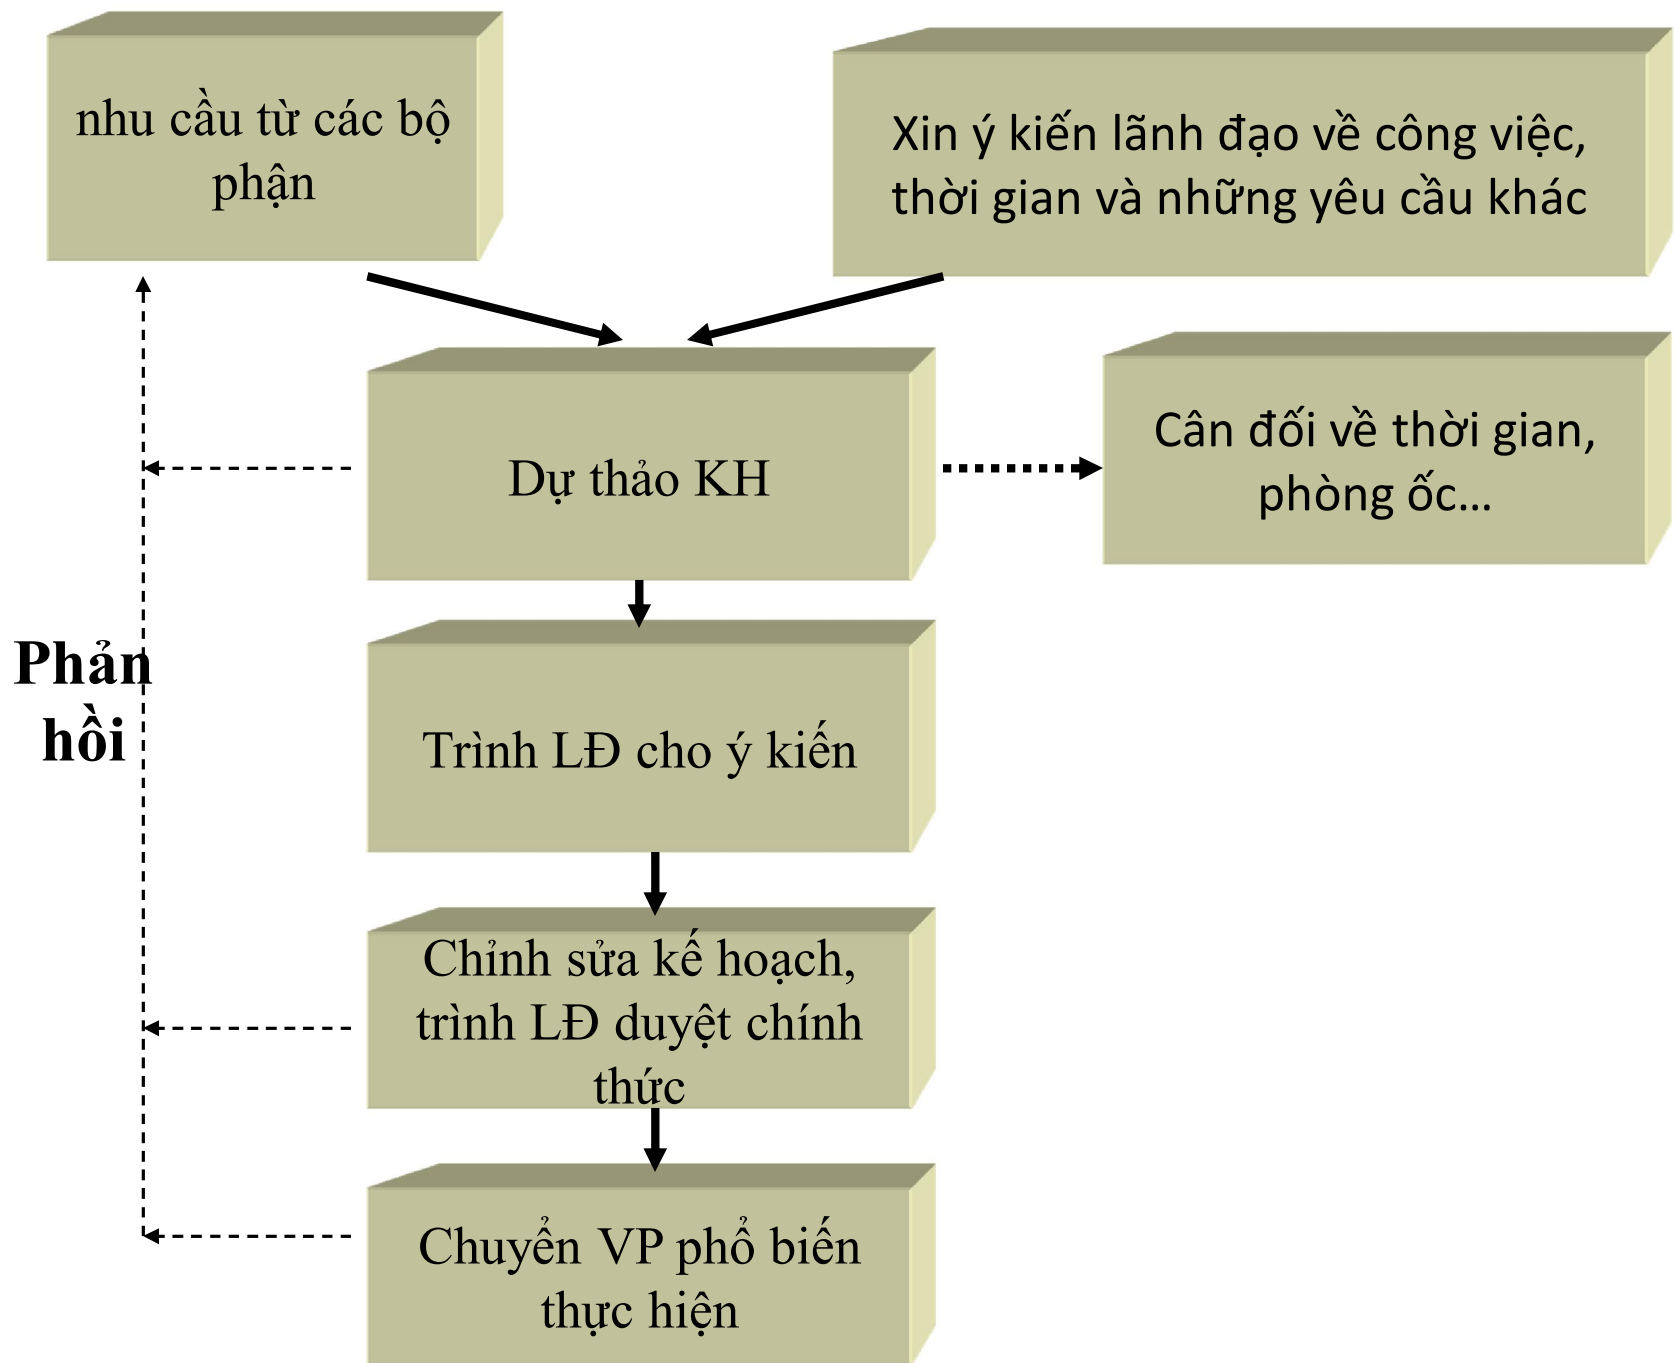 nhu cầu từ các bộ
phận
Xin ý kiến lãnh đạo về công việc,
thời gian và những yêu cầu khác
Cân đối về thời gian,
phòng ốc...
Dự thảo KH
Phản
hồi
Trình LĐ cho ý kiến
Chỉnh sửa kế hoạch,
trình LĐ duyệt chính
thức
Chuyển VP phổ biến
thực hiện